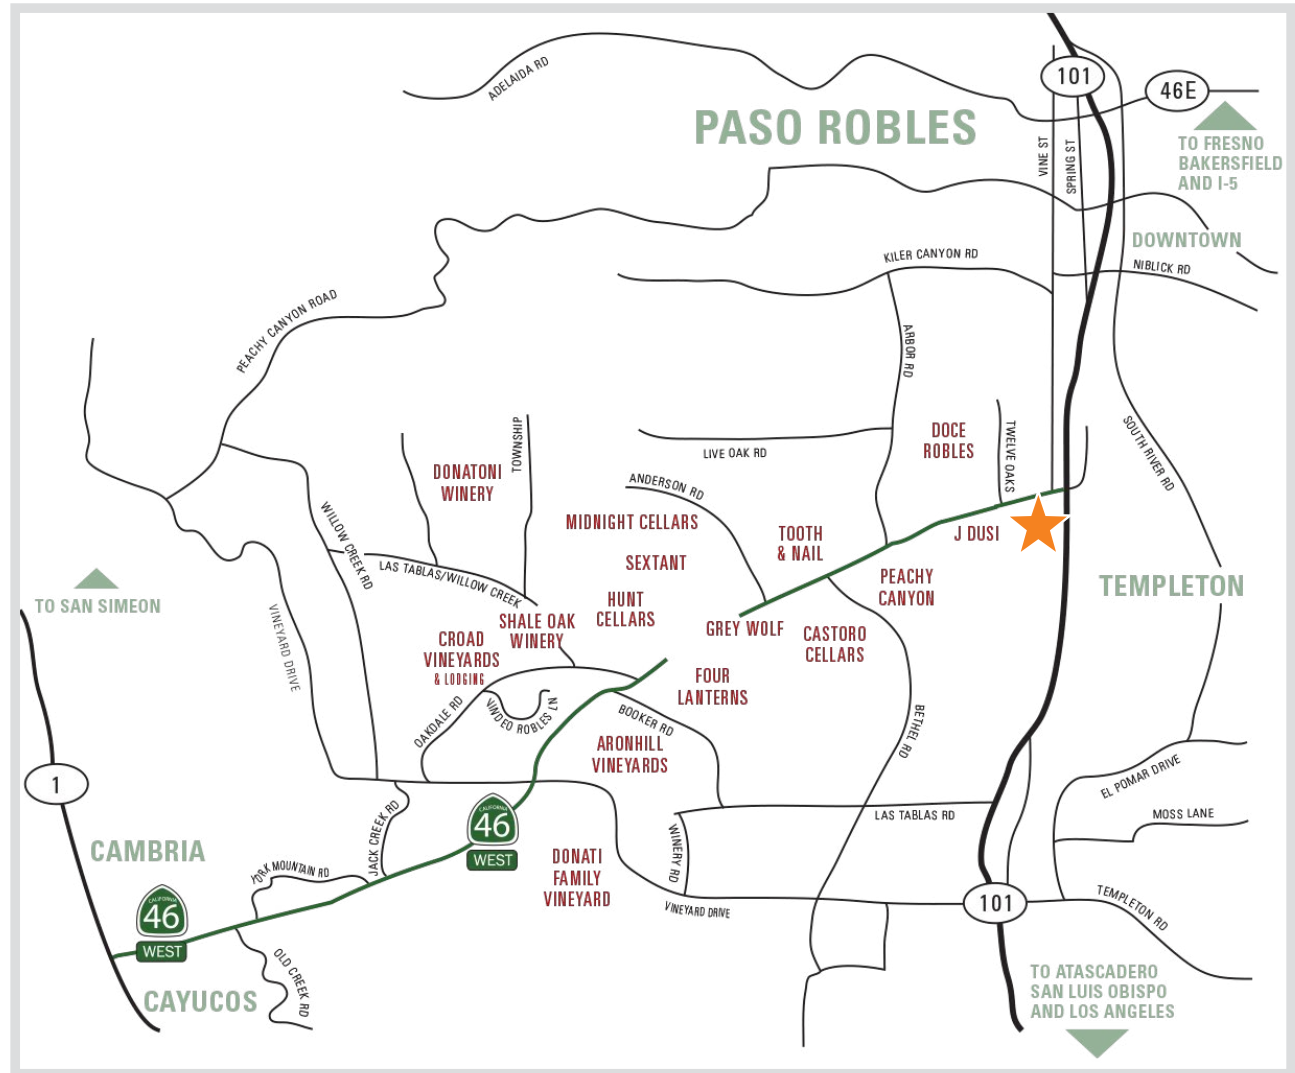 101
46E
ADELAIDA RD
PASO ROBLES
TO FRESNO
BAKERSFIELD
AND I-5
VINE ST
SPRING ST
DOWNTOWN
KILER CANYON RD
NIBLICK RD
PEACHY CANYON ROAD
ARBOR RD
TOWNSHIP
DOCE
ROBLES
TWELVE OAKS
SOUTH RIVER RD
LIVE OAK RD
DONATONI
WINERY
ANDERSON RD
WILLOW CREEK RD
MIDNIGHT CELLARS
TOOTH
& NAIL
J DUSI
SEXTANT
LAS TABLAS/WILLOW CREEK
PEACHY
CANYON
TEMPLETON
TO SAN SIMEON
HUNT
CELLARS
VINEYARD DRIVE
SHALE OAK
WINERY
GREY WOLF
CASTORO
CELLARS
CROAD
VINEYARDS
& LODGING
FOUR
LANTERNS
OAKDALE RD
VINDEO ROBLES LN
BOOKER RD
BETHEL RD
ARONHILL
VINEYARDS
1
EL POMAR DRIVE
CALIFORNIA
46
WEST
JACK CREEK RD
LAS TABLAS RD
MOSS LANE
CAMBRIA
WINERY RD
YORK MOUNTAIN RD
DONATI
FAMILY
VINEYARD
CALIFORNIA
46
WEST
VINEYARD DRIVE
101
TEMPLETON RD
OLD CREEK RD
CAYUCOS
TO ATASCADERO
SAN LUIS OBISPO
AND LOS ANGELES